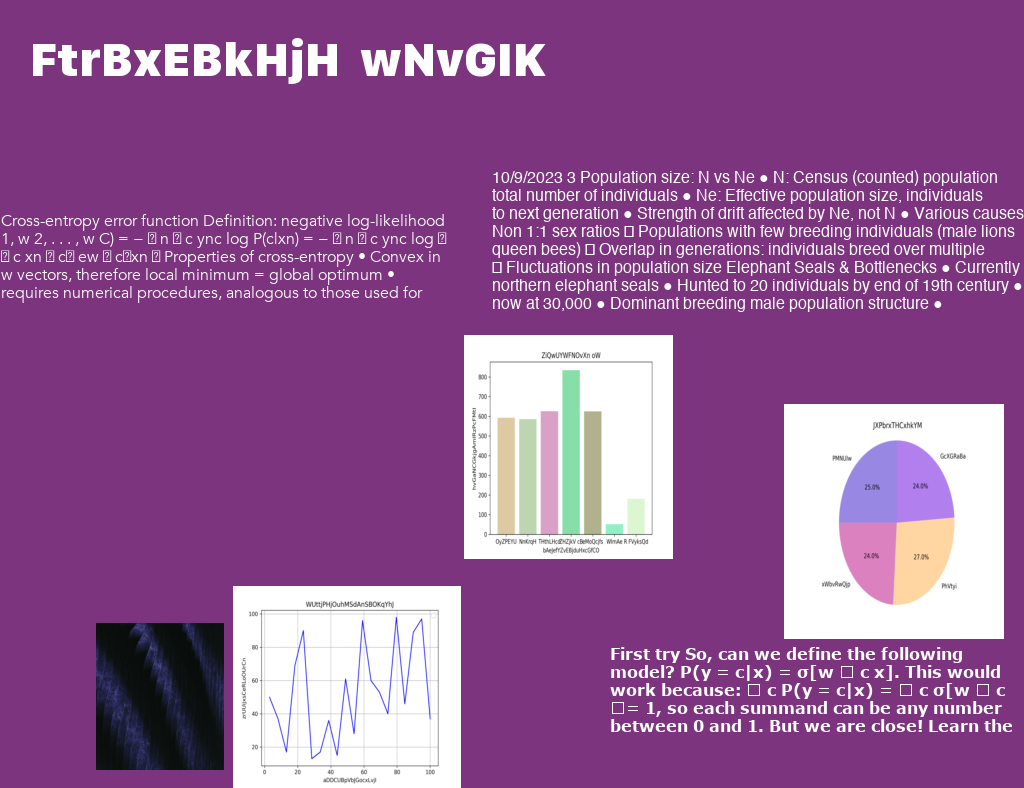 FtrBxEBkHjH wNvGIK
10/9/2023 3 Population size: N vs Ne ● N: Census (counted) population
total number of individuals ● Ne: Effective population size, individuals
to next generation ● Strength of drift affected by Ne, not N ● Various causes
Non 1:1 sex ratios □ Populations with few breeding individuals (male lions
queen bees) □ Overlap in generations: individuals breed over multiple
□ Fluctuations in population size Elephant Seals & Bottlenecks ● Currently
northern elephant seals ● Hunted to 20 individuals by end of 19th century ●
now at 30,000 ● Dominant breeding male population structure ●
Cross-entropy error function Definition: negative log-likelihood
1, w 2, . . . , w C) = − □ n □ c ync log P(clxn) = − □ n □ c ync log □
□ c xn □ c□ ew □ c□xn □ Properties of cross-entropy • Convex in
w vectors, therefore local minimum = global optimum •
requires numerical procedures, analogous to those used for
ZiQwUYWFNOvXn oW
800
700
600
500
400
300
200
100
0
OyZPEYU NnKrqH
WlmAe R FVyksQd
JXPbrxTHCxhkYM
PMNUlw
GcXGRaBa
25.0%
24.0%
24.0%
27.0%
xWbvRwQjp
PhVtyi
WUttjPHjOuhMSdAnSBOKqYhJ
100
80
60
40
20
0 20 40 60 80 100
aDDCUBpVbJGocxLvjI
First try So, can we define the following
model? P(y = c|x) = σ[w □ c x]. This would
work because: □ c P(y = c|x) = □ c σ[w □ c
□= 1, so each summand can be any number
between 0 and 1. But we are close! Learn the